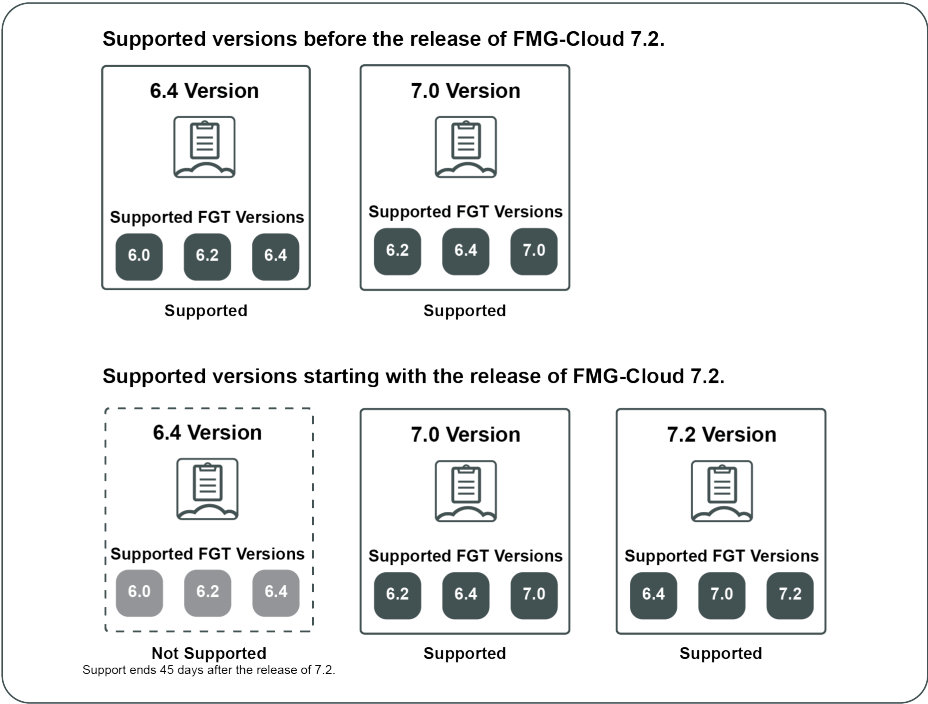 Supported versions before the release of FMG-Cloud 7.2.
6.4 Version
Supported FGT Versions
6.0 6.2 6.4
Supported
7.0 Version
Supported FGT Versions
6.2 6.4 7.0
Supported
Supported versions starting with the release of FMG-Cloud 7.2.
6.4 Version
Supported FGT Versions
6.0 6.2 6.4
Not Supported
Support ends 45 days after the release of 7.2.
7.0 Version
Supported FGT Versions
6.2 6.4 7.0
Supported
7.2 Version
Supported FGT Versions
6.4 7.0 7.2
Supported